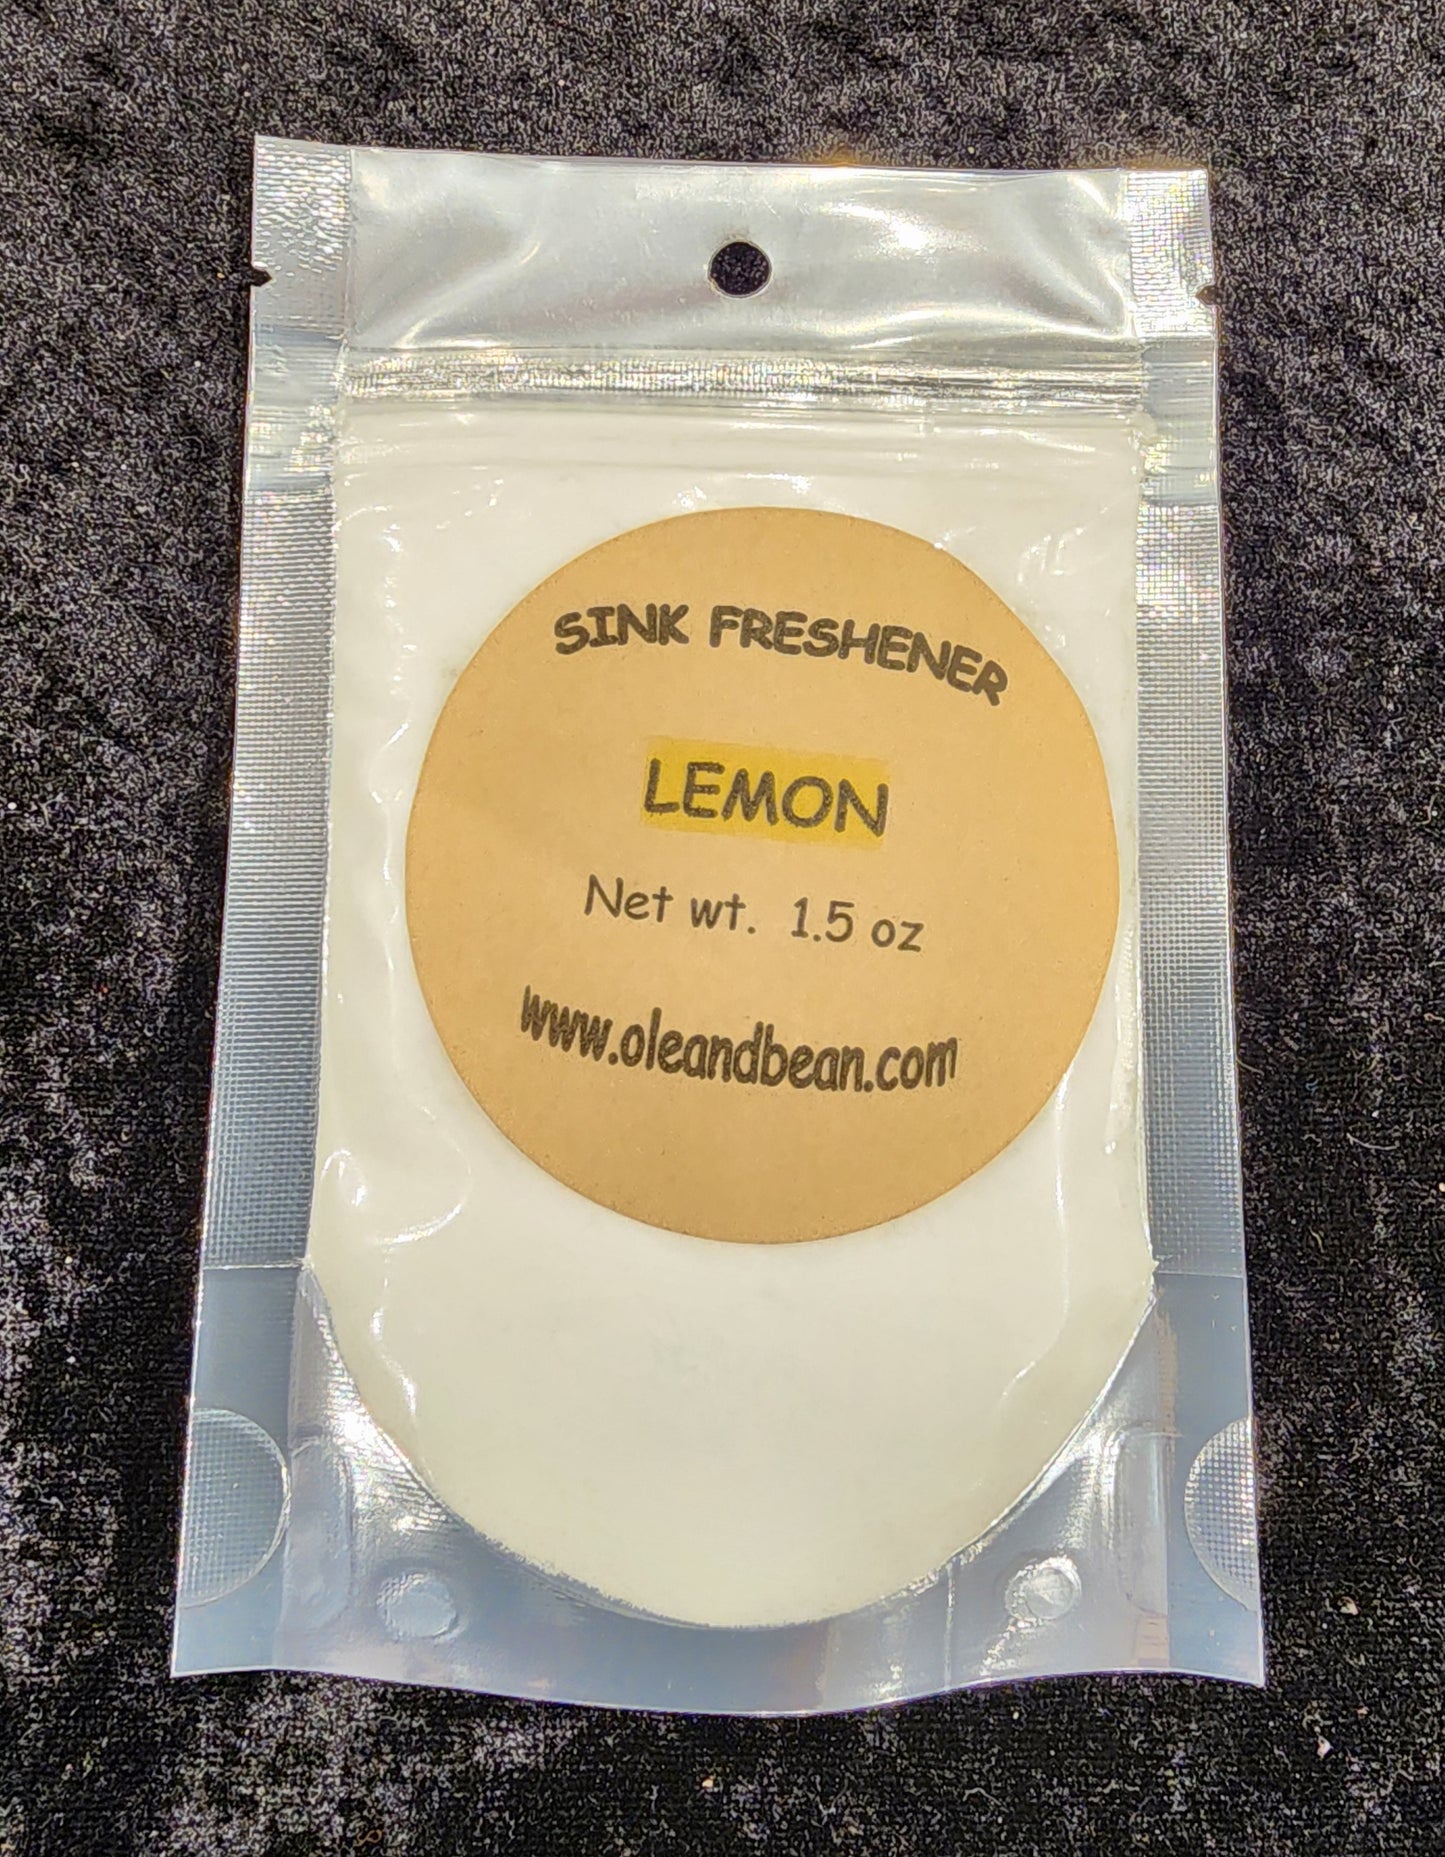 SINK FRESHENER
LEMON
Net wt. 1.5 oz
www.oleandbean.com